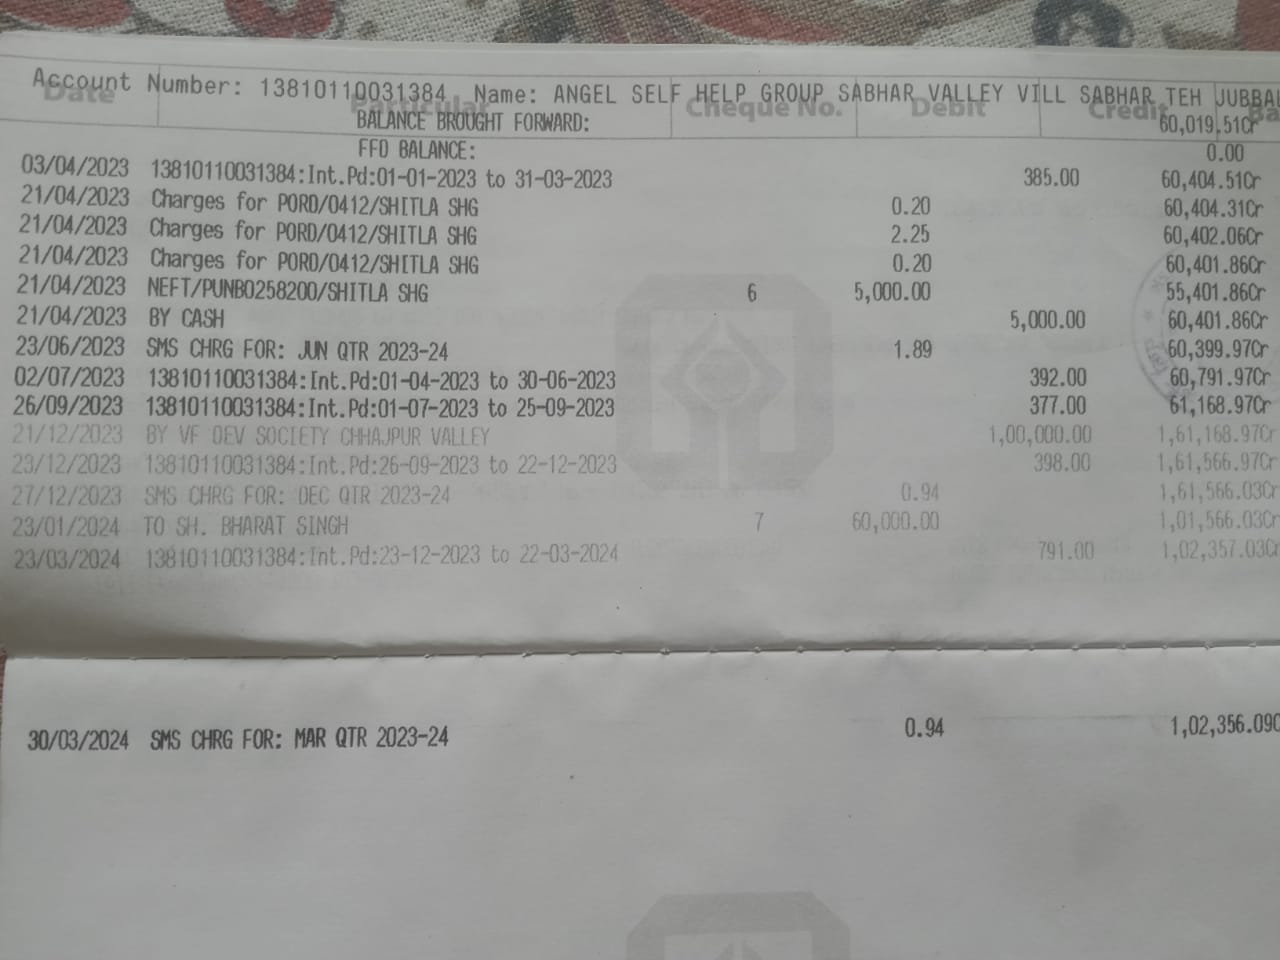 Account Number: 13810110031384 Name: ANGEL SELF HELP GROUP SABHAR VALLEY VILL SABHAR TEH JUBBAL
Date Particular Cheque No. Debit Credit Ba
BALANCE BROUGHT FORWARD: 60,019.51Cr
FFD BALANCE: 0.00
03/04/2023 13810110031384:Int.Pd:01-01-2023 to 31-03-2023 385.00 60,404.51Cr
21/04/2023 Charges for PORD/0412/SHITLA SHG 0.20 60,404.31Cr
21/04/2023 Charges for PORD/0412/SHITLA SHG 2.25 60,402.06Cr
21/04/2023 Charges for PORD/0412/SHITLA SHG 0.20 60,401.86Cr
21/04/2023 NEFT/PUNB0258200/SHITLA SHG 6 5,000.00 55,401.86Cr
21/04/2023 BY CASH 5,000.00 60,401.86Cr
23/06/2023 SMS CHRG FOR: JUN QTR 2023-24 1.89 60,399.97Cr
02/07/2023 13810110031384:Int.Pd:01-04-2023 to 30-06-2023 392.00 60,791.97Cr
26/09/2023 13810110031384:Int.Pd:01-07-2023 to 25-09-2023 377.00 61,168.97Cr
21/12/2023 BY VF DEV SOCIETY CHHAJPUR VALLEY 1,00,000.00 1,61,168.97Cr
23/12/2023 13810110031384:Int.Pd:26-09-2023 to 22-12-2023 398.00 1,61,566.97Cr
27/12/2023 SMS CHRG FOR: DEC QTR 2023-24 0.94 1,61,566.03Cr
23/01/2024 TO SH. BHARAT SINGH 7 60,000.00 1,01,566.03Cr
23/03/2024 13810110031384:Int.Pd:23-12-2023 to 22-03-2024 791.00 1,02,357.03Cr
30/03/2024 SMS CHRG FOR: MAR QTR 2023-24 0.94 1,02,356.09C